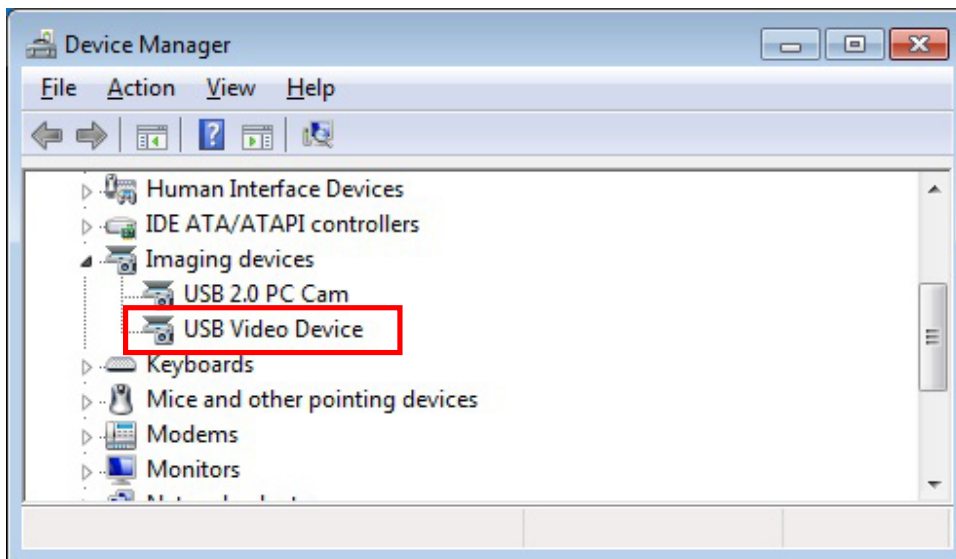 Device Manager
File Action View Help
Human Interface Devices
IDE ATA/ATAPI controllers
Imaging devices
USB 2.0 PC Cam
USB Video Device
Keyboards
Mice and other pointing devices
Modems
Monitors